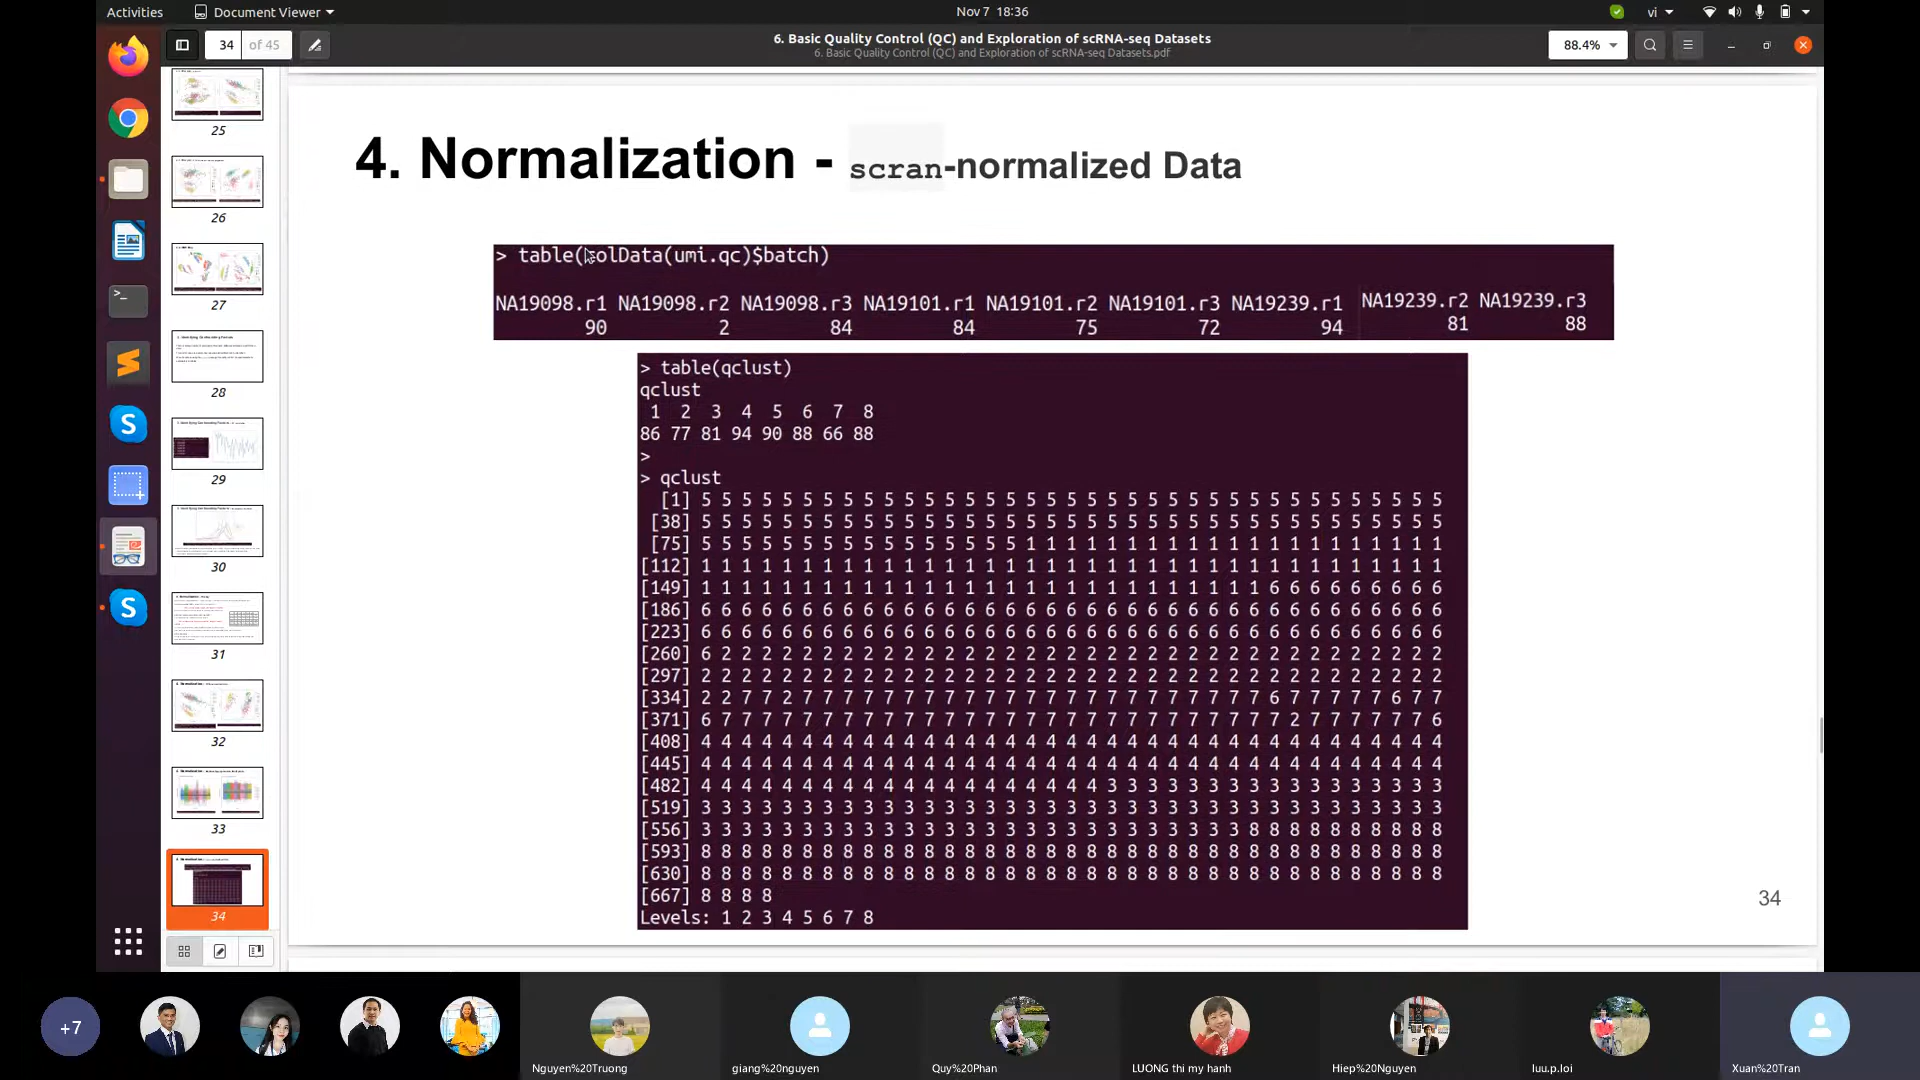 Activities
Document Viewer
Nov 7 18:36
vi
34
of 45
6. Basic Quality Control (QC) and Exploration of scRNA-seq Datasets
6. Basic Quality Control (QC) and Exploration of scRNA-seq Datasets.pdf
88.4%
25
26
27
28
29
30
31
32
33
34
4. Normalization - scran-normalized Data
> table(colData(umi.qc)$batch)
NA19098.r1 NA19098.r2 NA19098.r3 NA19101.r1 NA19101.r2 NA19101.r3 NA19239.r1 NA19239.r2 NA19239.r3
90 2 84 84 75 72 94 81 88
> table(qclust)
qclust
1 2 3 4 5 6 7 8
86 77 81 94 90 88 66 88
>
> qclust
[1] 5 5 5 5 5 5 5 5 5 5 5 5 5 5 5 5 5 5 5 5 5 5 5 5 5 5 5 5 5 5 5 5 5 5 5 5 5
[38] 5 5 5 5 5 5 5 5 5 5 5 5 5 5 5 5 5 5 5 5 5 5 5 5 5 5 5 5 5 5 5 5 5 5 5 5 5
[75] 5 5 5 5 5 5 5 5 5 5 5 5 5 5 5 5 1 1 1 1 1 1 1 1 1 1 1 1 1 1 1 1 1 1 1 1 1
[112] 1 1 1 1 1 1 1 1 1 1 1 1 1 1 1 1 1 1 1 1 1 1 1 1 1 1 1 1 1 1 1 1 1 1 1 1 1
[149] 1 1 1 1 1 1 1 1 1 1 1 1 1 1 1 1 1 1 1 1 1 1 1 1 1 1 1 1 6 6 6 6 6 6 6 6 6
[186] 6 6 6 6 6 6 6 6 6 6 6 6 6 6 6 6 6 6 6 6 6 6 6 6 6 6 6 6 6 6 6 6 6 6 6 6 6
[223] 6 6 6 6 6 6 6 6 6 6 6 6 6 6 6 6 6 6 6 6 6 6 6 6 6 6 6 6 6 6 6 6 6 6 6 6 6
[260] 6 2 2 2 2 2 2 2 2 2 2 2 2 2 2 2 2 2 2 2 2 2 2 2 2 2 2 2 2 2 2 2 2 2 2 2 2
[297] 2 2 2 2 2 2 2 2 2 2 2 2 2 2 2 2 2 2 2 2 2 2 2 2 2 2 2 2 2 2 2 2 2 2 2 2 2
[334] 2 2 7 7 2 7 7 7 7 7 7 7 7 7 7 7 7 7 7 7 7 7 7 7 7 7 7 7 6 7 7 7 7 7 6 7 7
[371] 6 7 7 7 7 7 7 7 7 7 7 7 7 7 7 7 7 7 7 7 7 7 7 7 7 7 7 7 7 2 7 7 7 7 7 7 6
[408] 4 4 4 4 4 4 4 4 4 4 4 4 4 4 4 4 4 4 4 4 4 4 4 4 4 4 4 4 4 4 4 4 4 4 4 4 4
[445] 4 4 4 4 4 4 4 4 4 4 4 4 4 4 4 4 4 4 4 4 4 4 4 4 4 4 4 4 4 4 4 4 4 4 4 4 4
[482] 4 4 4 4 4 4 4 4 4 4 4 4 4 4 4 4 4 4 4 4 3 3 3 3 3 3 3 3 3 3 3 3 3 3 3 3 3
[519] 3 3 3 3 3 3 3 3 3 3 3 3 3 3 3 3 3 3 3 3 3 3 3 3 3 3 3 3 3 3 3 3 3 3 3 3 3
[556] 3 3 3 3 3 3 3 3 3 3 3 3 3 3 3 3 3 3 3 3 3 3 3 3 3 3 3 8 8 8 8 8 8 8 8 8 8
[593] 8 8 8 8 8 8 8 8 8 8 8 8 8 8 8 8 8 8 8 8 8 8 8 8 8 8 8 8 8 8 8 8 8 8 8 8 8
[630] 8 8 8 8 8 8 8 8 8 8 8 8 8 8 8 8 8 8 8 8 8 8 8 8 8 8 8 8 8 8 8 8 8 8 8 8 8
[667] 8 8 8 8
Levels: 1 2 3 4 5 6 7 8
34
+7
Nguyen%20Truong
giang%20nguyen
Quy%20Phan
LUONG thi my hanh
Hiep%20Nguyen
luu.p.loi
Xuan%20Tran